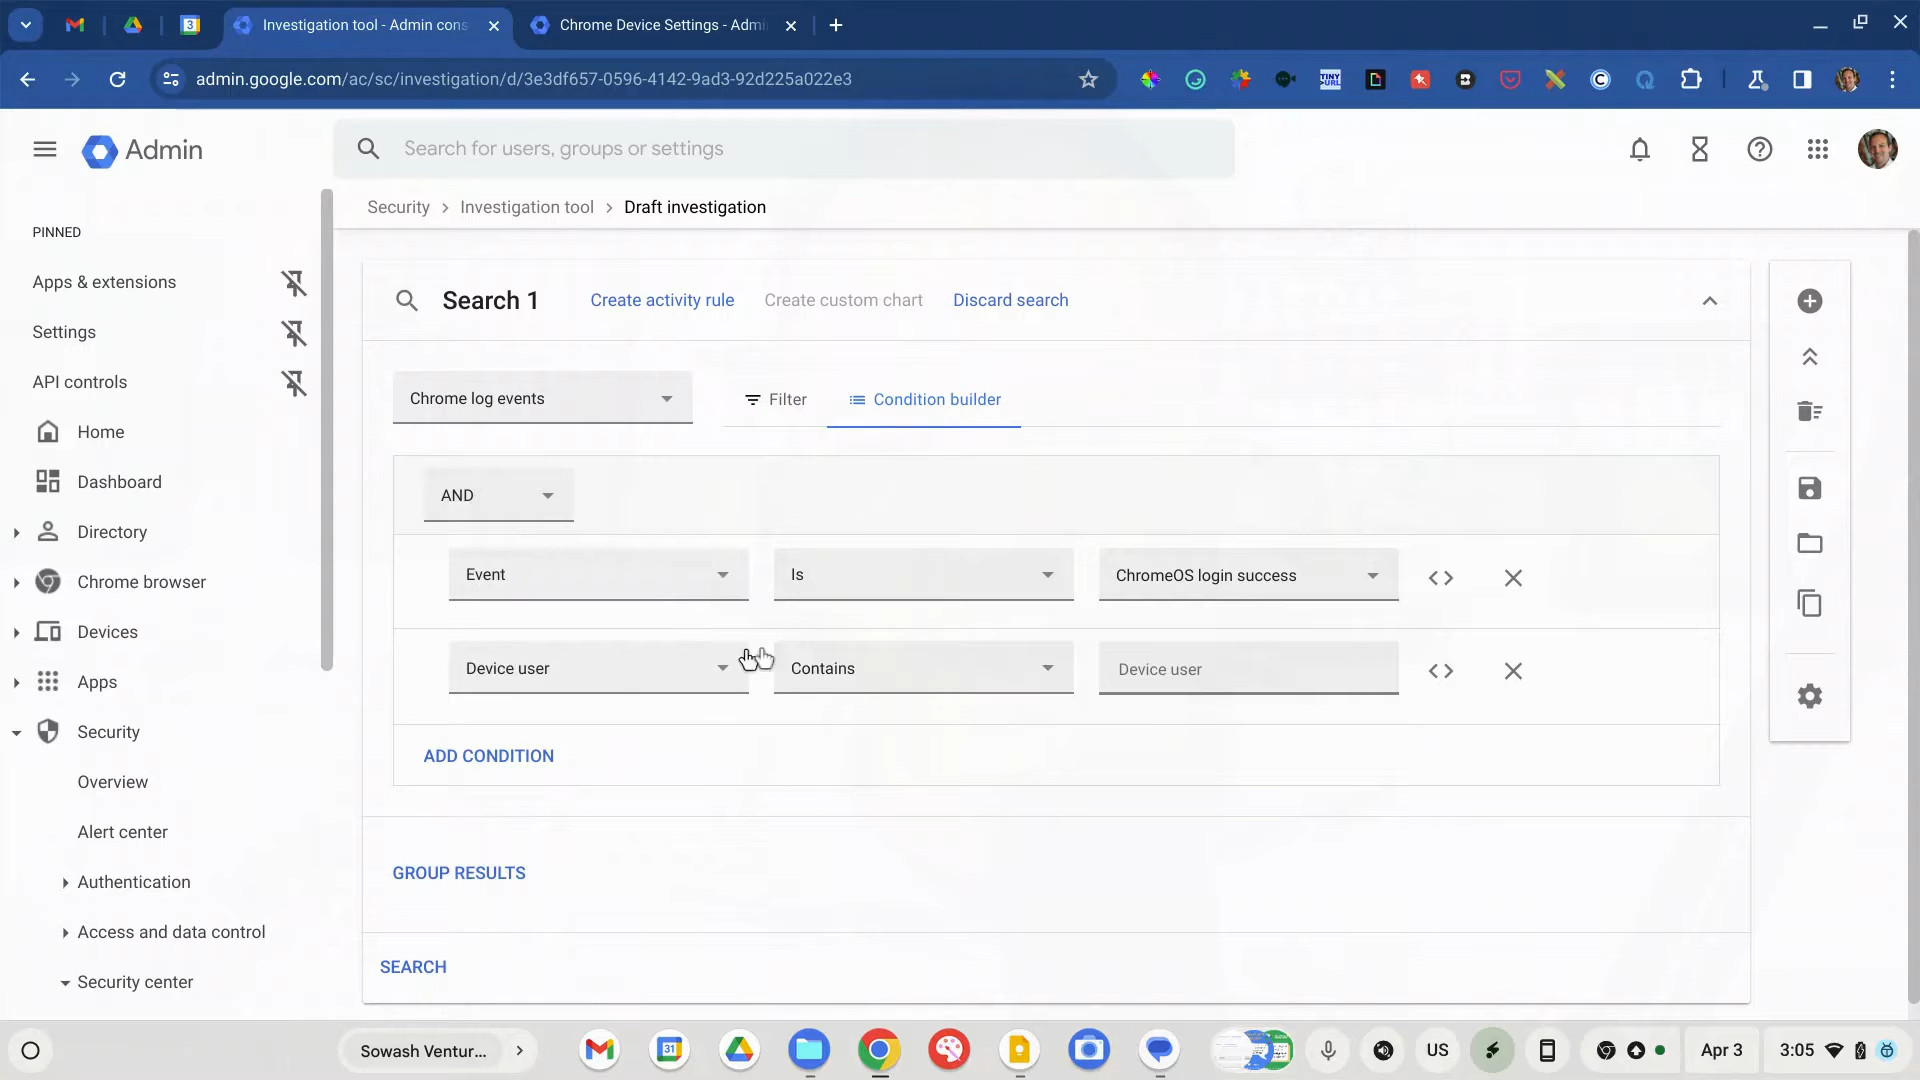 Investigation tool - Admin cons
Chrome Device Settings - Admi
admin.google.com/ac/sc/investigation/d/3e3df657-0596-4142-9ad3-92d225a022e3
TINY
URL
Admin
Search for users, groups or settings
Security > Investigation tool > Draft investigation
PINNED
Apps & extensions
Settings
API controls
Home
Dashboard
Directory
Chrome browser
Devices
Apps
Security
Overview
Alert center
Authentication
Access and data control
Security center
Search 1
Create activity rule
Create custom chart
Discard search
Chrome log events
Filter
Condition builder
AND
Event
Is
ChromeOS login success
Device user
Contains
Device user
ADD CONDITION
GROUP RESULTS
SEARCH
Sowash Ventur...
31
US
Apr 3
3:05